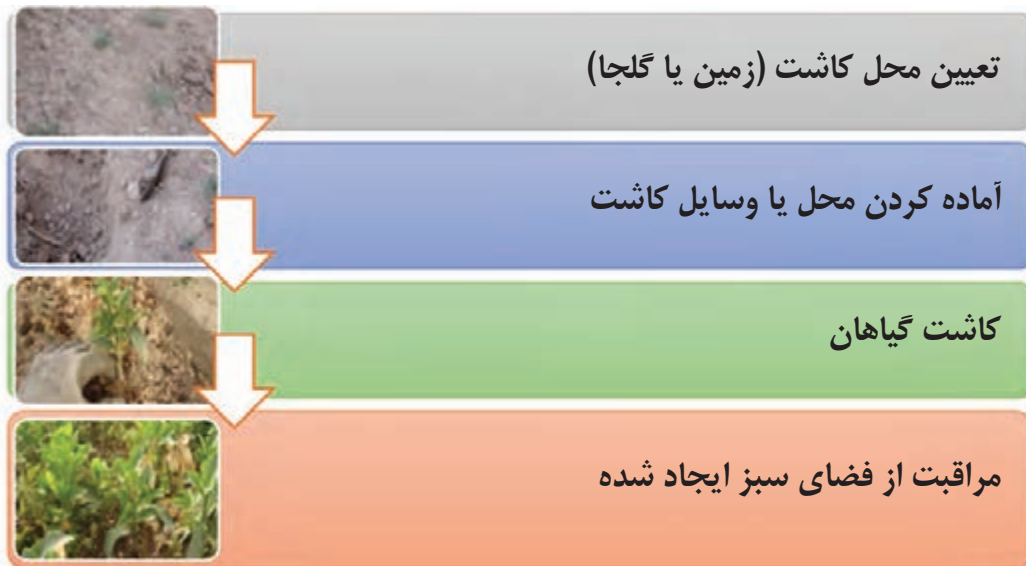 تعیین محل کاشت (زمین یا گلجا)
آماده کردن محل یا وسایل کاشت
کاشت گیاهان
مراقبت از فضای سبز ایجاد شده